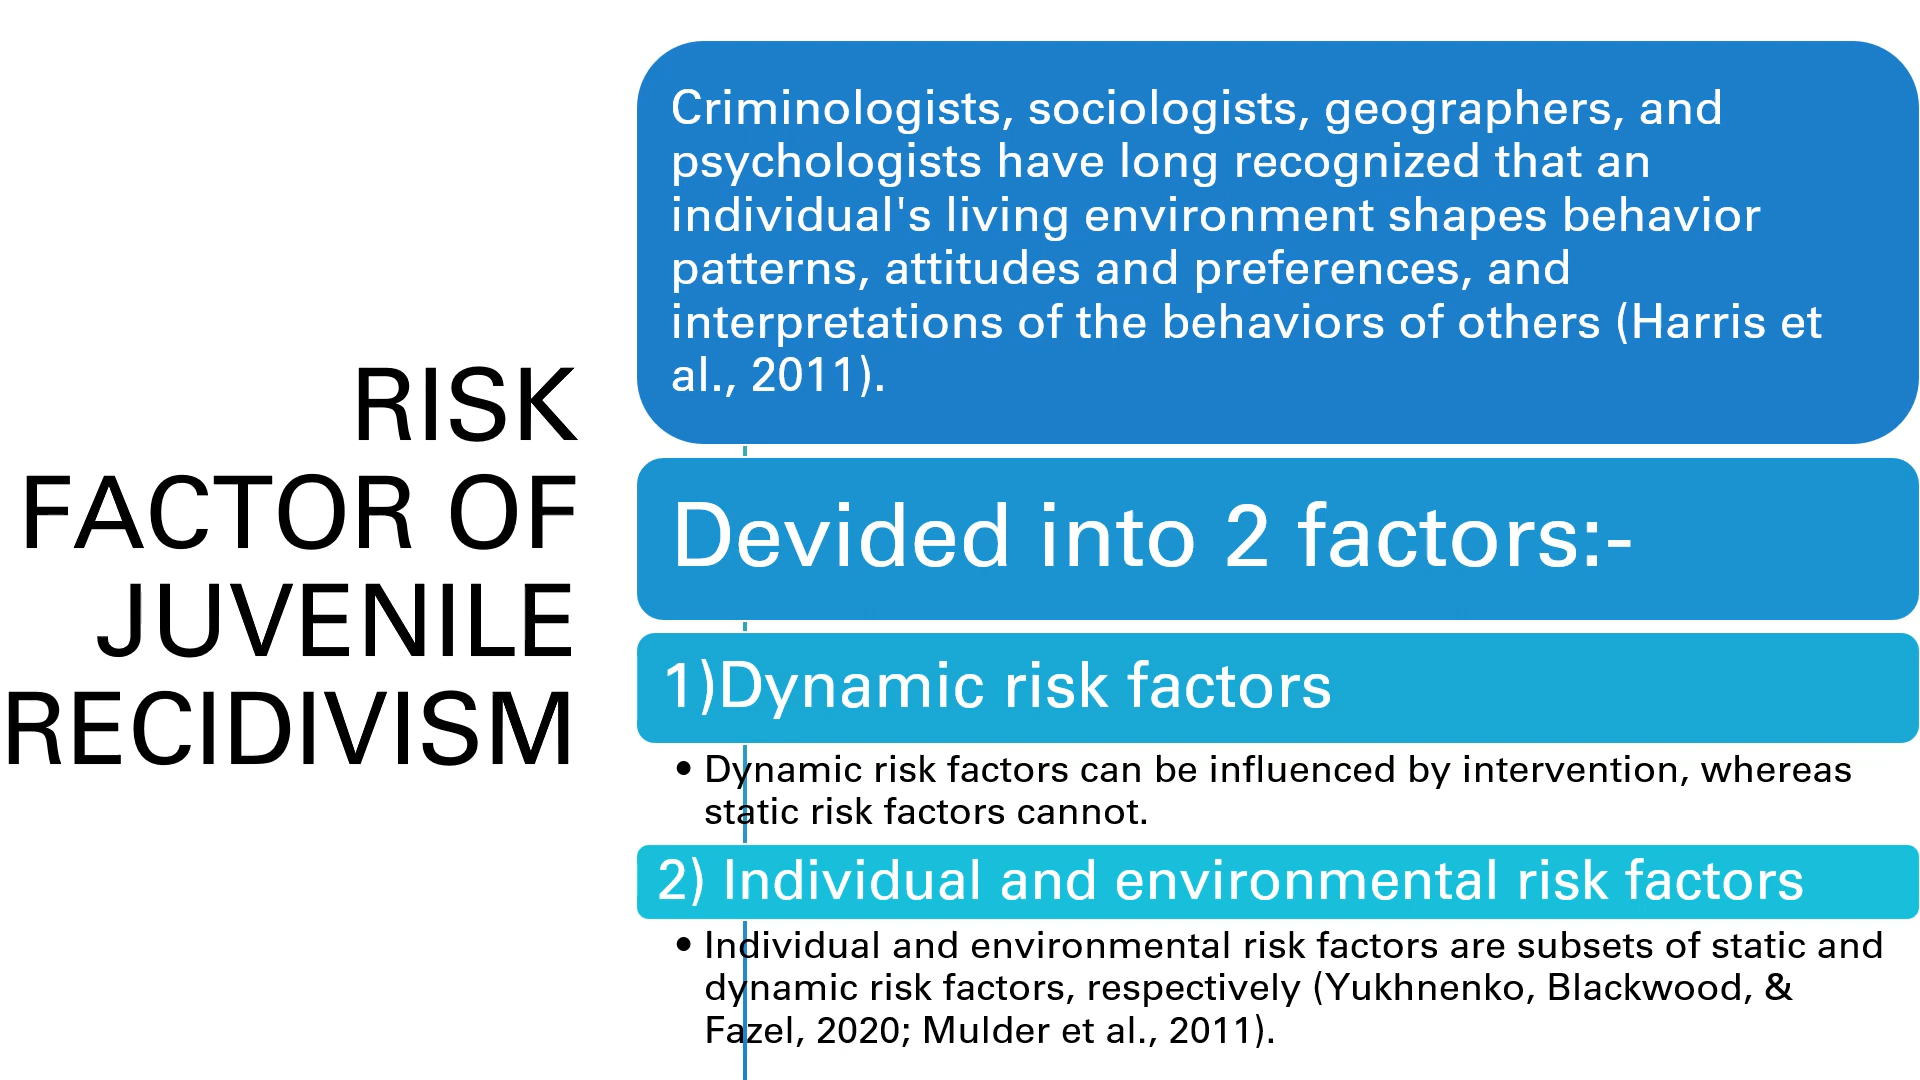 RISK
FACTOR OF
JUVENILE
RECIDIVISM
Criminologists, sociologists, geographers, and
psychologists have long recognized that an
individual's living environment shapes behavior
patterns, attitudes and preferences, and
interpretations of the behaviors of others (Harris et
al., 2011).
Devided into 2 factors:-
1)Dynamic risk factors
• Dynamic risk factors can be influenced by intervention, whereas
static risk factors cannot.
2) Individual and environmental risk factors
• Individual and environmental risk factors are subsets of static and
dynamic risk factors, respectively (Yukhnenko, Blackwood, &
Fazel, 2020; Mulder et al., 2011).